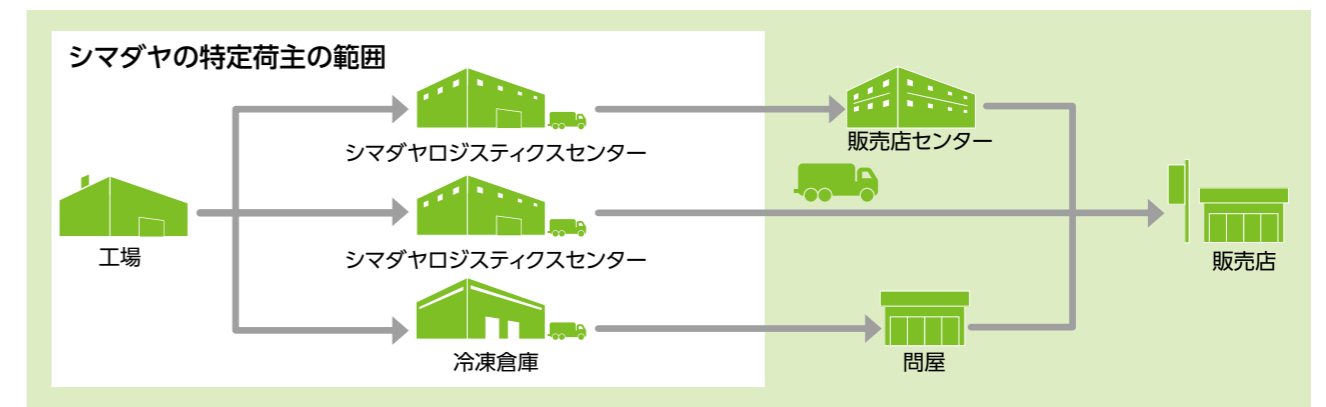 シマダヤの特定荷主の範囲
シマダヤロジスティクスセンター
販売店センター
工場
シマダヤロジスティクスセンター
販売店
冷凍倉庫
問屋